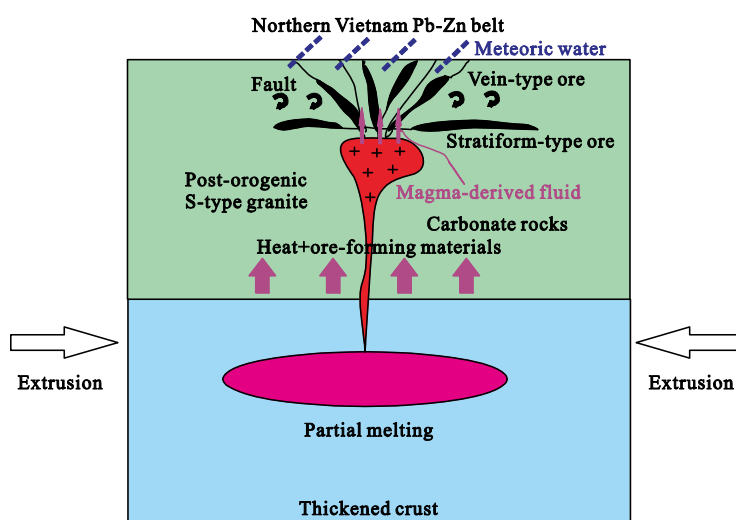 Northern Vietnam Pb-Zn belt
Meteoric water
Fault
Vein-type ore
Stratiform-type ore
Post-orogenic
S-type granite
Magma-derived fluid
Carbonate rocks
Heat+ore-forming materials
Extrusion
Extrusion
Partial melting
Thickened crust